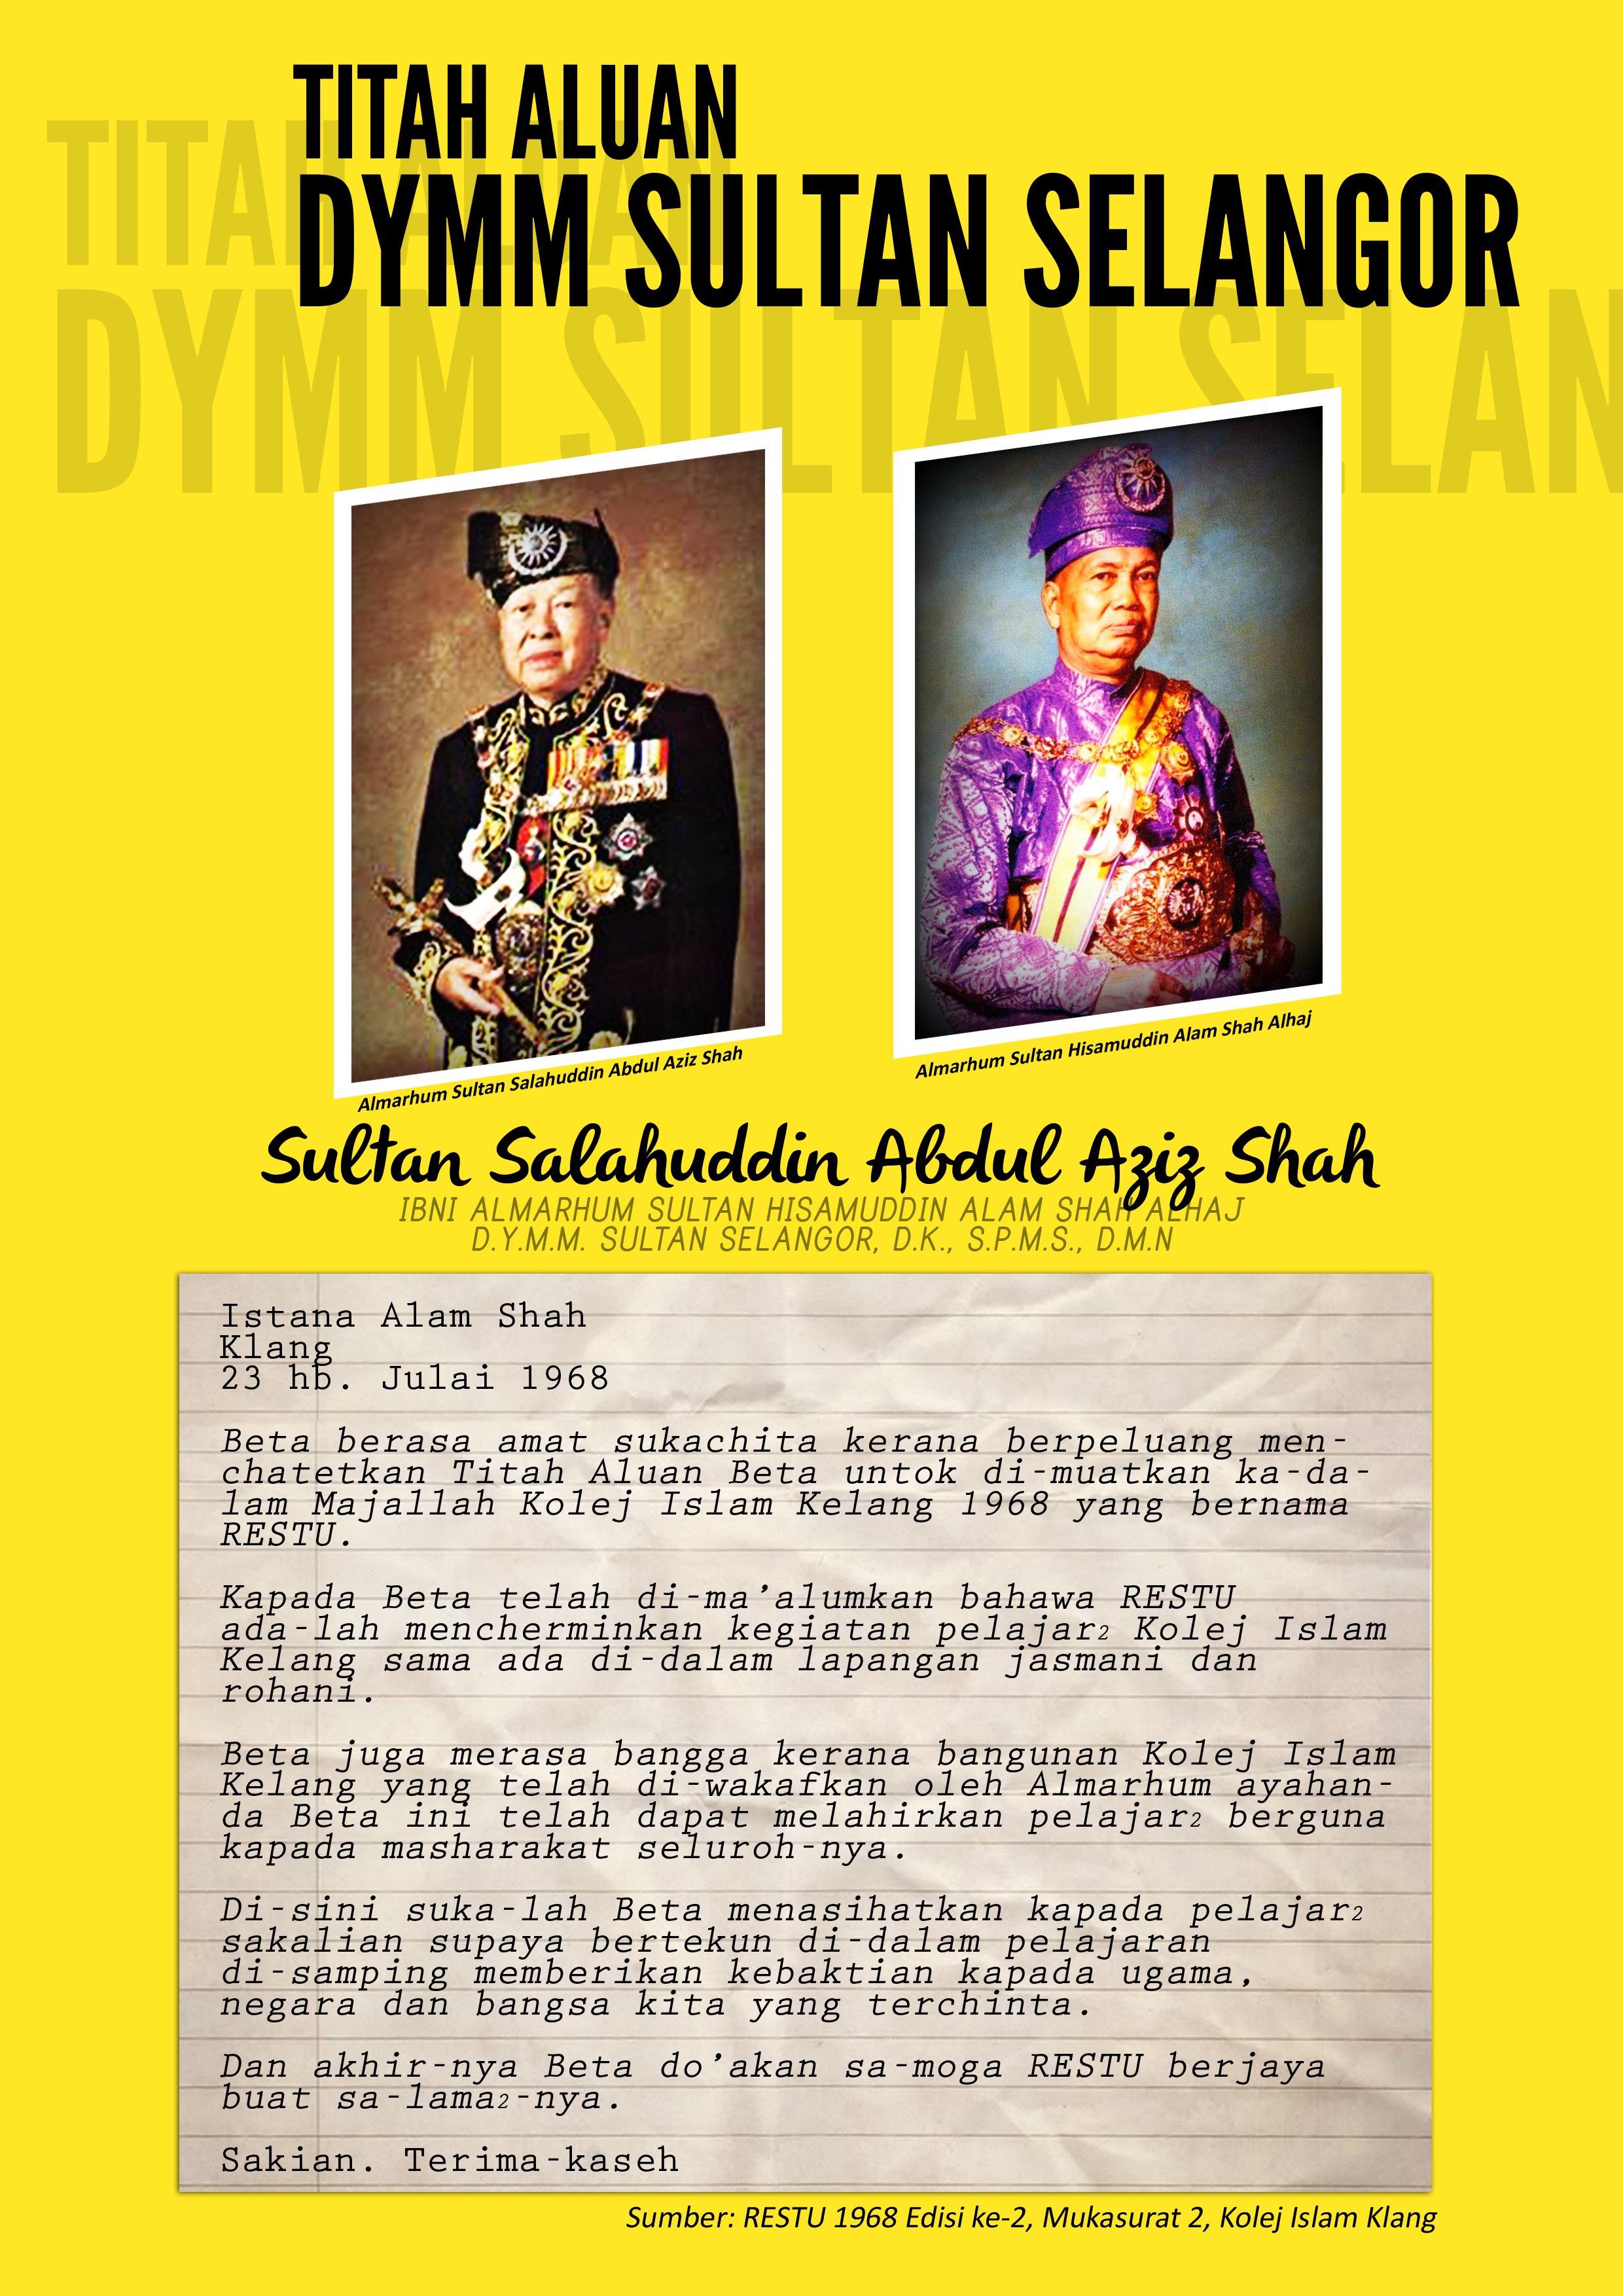 TITAH ALUAN
DYMM SULTAN SELANGOR
TITAH ALUAN
DYMM SULTAN SELAN
Almarhum Sultan Salahuddin Abdul Aziz Shah
Almarhum Sultan Hisamuddin Alam Shah Alhaj
Sultan Salahuddin Abdul Aziz Shah
IBNI ALMARHUM SULTAN HISAMUDDIN ALAM SHAH ALHAJ
D.Y.M.M. SULTAN SELANGOR, D.K., S.P.M.S., D.M.N
Istana Alam Shah
Klang
23 hb. Julai 1968
Beta berasa amat sukachita kerana berpeluang men-
chatetkan Titah Aluan Beta untok di-muatkan ka-da-
lam Majallah Kolej Islam Kelang 1968 yang bernama
RESTU.
Kapada Beta telah di-ma’alumkan bahawa RESTU
ada-lah mencherminkan kegiatan pelajar2 Kolej Islam
Kelang sama ada di-dalam lapangan jasmani dan
rohani.
Beta juga merasa bangga kerana bangunan Kolej Islam
Kelang yang telah di-wakafkan oleh Almarhum ayahan-
da Beta ini telah dapat melahirkan pelajar2 berguna
kapada masharakat seluroh-nya.
Di-sini suka-lah Beta menasihatkan kapada pelajar2
sakalian supaya bertekun di-dalam pelajaran
di-samping memberikan kebaktian kapada ugama,
negara dan bangsa kita yang terchinta.
Dan akhir-nya Beta do’akan sa-moga RESTU berjaya
buat sa-lama2-nya.
Sakian. Terima-kaseh
Sumber: RESTU 1968 Edisi ke-2, Mukasurat 2, Kolej Islam Klang